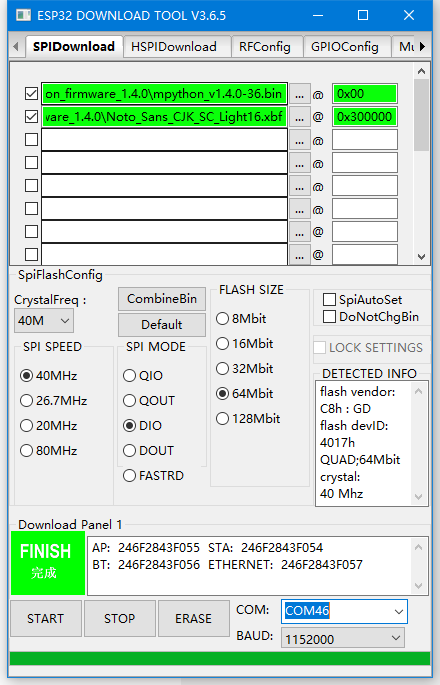 ESP32 DOWNLOAD TOOL V3.6.5
SPIDownload HSPIDownload RFConfig GPIOConfig Mu
on_firmware_1.4.0\mpython_v1.4.0-36.bin ... @ 0x00
ware_1.4.0\Noto_Sans_CJK_SC_Light16.xbf ... @ 0x300000
... @
... @
... @
... @
... @
... @
SpiFlashConfig
CrystalFreq :
40M
CombineBin
Default
SPI SPEED
40MHz
26.7MHz
20MHz
80MHz
SPI MODE
QIO
QOUT
DIO
DOUT
FASTRD
FLASH SIZE
8Mbit
16Mbit
32Mbit
64Mbit
128Mbit
SpiAutoSet
DoNotChgBin
LOCK SETTINGS
DETECTED INFO
flash vendor:
C8h : GD
flash devID:
4017h
QUAD;64Mbit
crystal:
40 Mhz
Download Panel 1
FINISH
完成
AP: 246F2843F055 STA: 246F2843F054
BT: 246F2843F056 ETHERNET: 246F2843F057
START STOP ERASE
COM: COM46
BAUD: 1152000